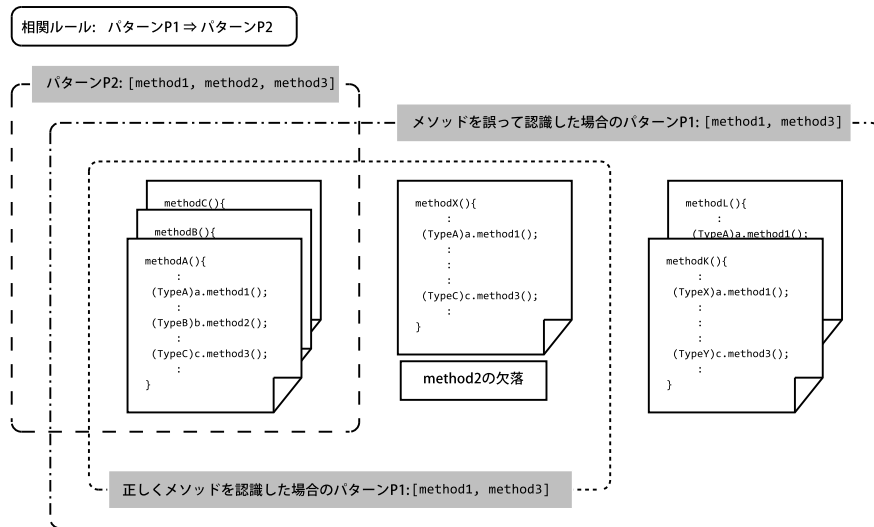 相関ルール: パターンP1 ⇒ パターンP2
パターンP2: [method1, method2, method3]
メソッドを誤って認識した場合のパターンP1: [method1, method3]
methodC(){
methodB(){
methodA(){
:
(TypeA)a.method1();
:
(TypeB)b.method2();
:
(TypeC)c.method3();
:
}
methodX(){
:
(TypeA)a.method1();
:
:
:
(TypeC)c.method3();
:
}
method2の欠落
methodL(){
:
(TypeA)a.method1();
methodK(){
:
(TypeX)a.method1();
:
:
:
(TypeY)c.method3();
:
}
正しくメソッドを認識した場合のパターンP1:[method1, method3]